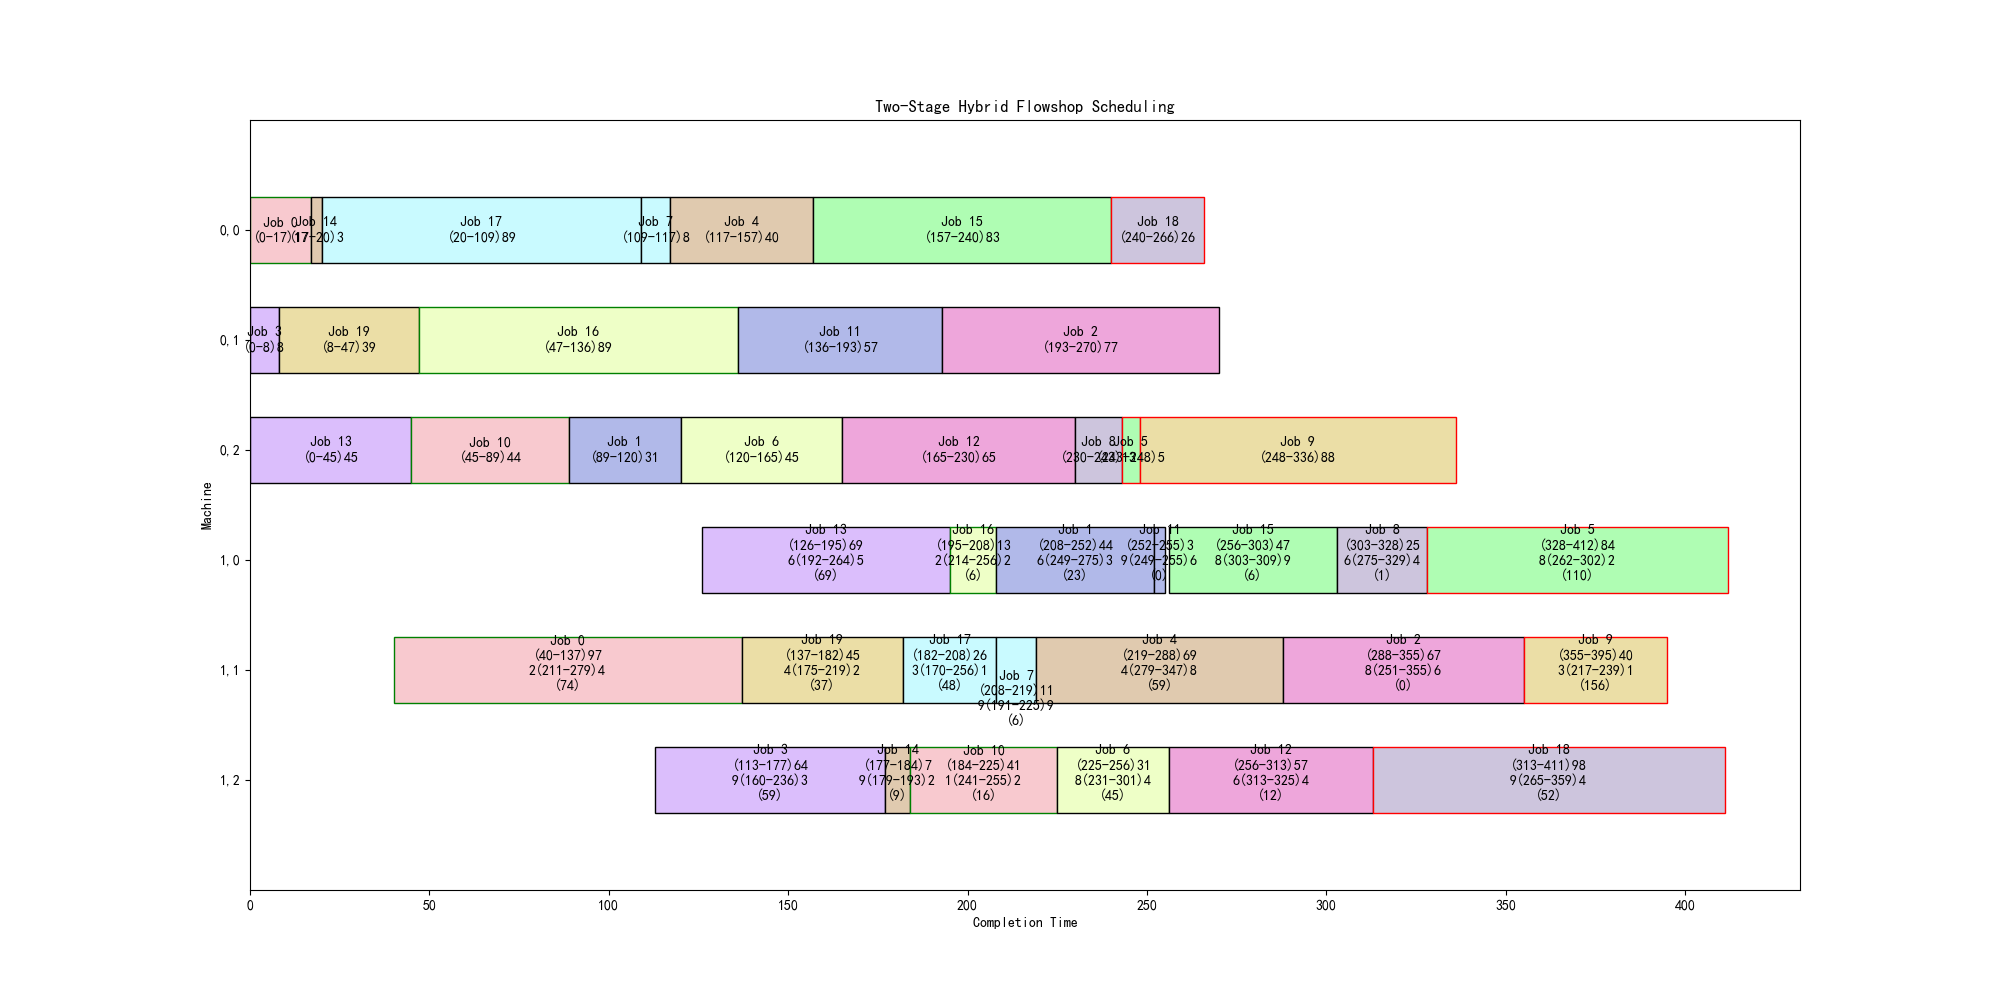 Two-Stage Hybrid Flowshop Scheduling
Machine
0,0
Job 0
(0-17)17
Job 14
(17-20)3
Job 17
(20-109)89
Job 7
(109-117)8
Job 4
(117-157)40
Job 15
(157-240)83
Job 18
(240-266)26
0,1
Job 3
(0-8)8
Job 19
(8-47)39
Job 16
(47-136)89
Job 11
(136-193)57
Job 2
(193-270)77
0,2
Job 13
(0-45)45
Job 10
(45-89)44
Job 1
(89-120)31
Job 6
(120-165)45
Job 12
(165-230)65
Job 8
(230-243)13
Job 5
(243-248)5
Job 9
(248-336)88
1,0
Job 13
(126-195)69
6(192-264)5
(69)
Job 16
(195-208)13
2(214-256)2
(6)
Job 1
(208-252)44
6(249-275)3
(23)
Job 11
(252-255)3
9(249-255)6
(0)
Job 15
(256-303)47
8(303-309)9
(6)
Job 8
(303-328)25
6(275-329)4
(1)
Job 5
(328-412)84
8(262-302)2
(110)
1,1
Job 0
(40-137)97
2(211-279)4
(74)
Job 19
(137-182)45
4(175-219)2
(37)
Job 17
(182-208)26
3(170-256)1
(48)
Job 7
(208-219)11
9(191-225)9
(6)
Job 4
(219-288)69
4(279-347)8
(59)
Job 2
(288-355)67
8(251-355)6
(0)
Job 9
(355-395)40
3(217-239)1
(156)
1,2
Job 3
(113-177)64
9(160-236)3
(59)
Job 14
(177-184)7
9(179-193)2
(9)
Job 10
(184-225)41
1(241-255)2
(16)
Job 6
(225-256)31
8(231-301)4
(45)
Job 12
(256-313)57
6(313-325)4
(12)
Job 18
(313-411)98
9(265-359)4
(52)
0
50
100
150
200
250
300
350
400
Completion Time